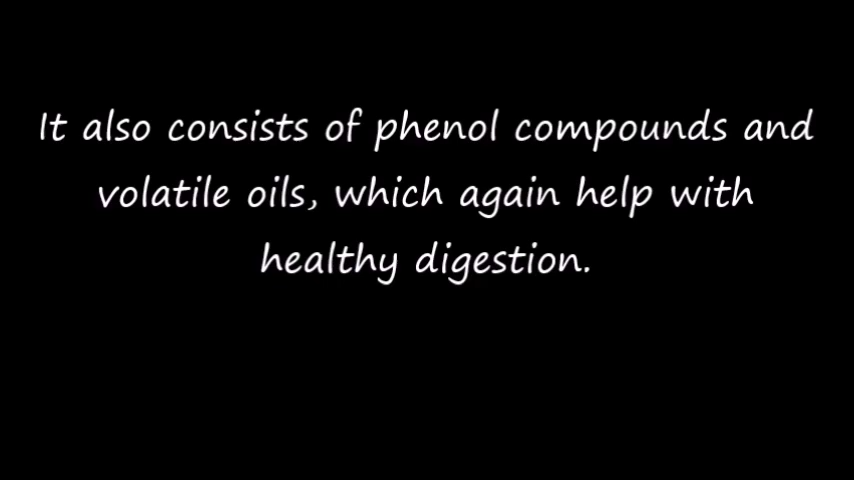 It also consists of phenol compounds and
volatile oils, which again help with
healthy digestion.